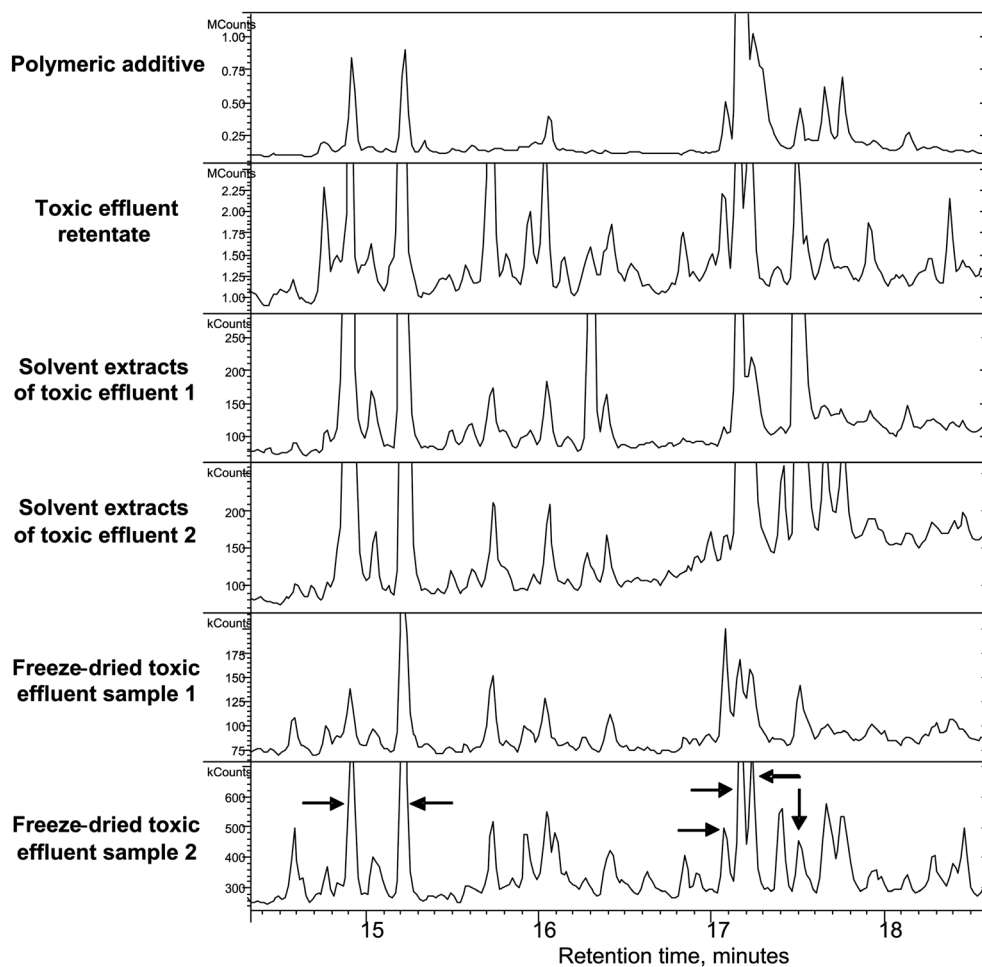 MCounts
1.00
Polymeric additive
0.75
0.50
0.25
MCounts
2.25
Toxic effluent
retentate
2.00
1.75
1.50
1.25
1.00
kCounts
250
Solvent extracts
of toxic effluent 1
200
150
100
kCounts
Solvent extracts
of toxic effluent 2
200
150
100
kCounts
Freeze-dried toxic
effluent sample 1
175
150
125
100
75
kCounts
600
Freeze-dried toxic
effluent sample 2
500
400
300
15 16 17 18
Retention time, minutes